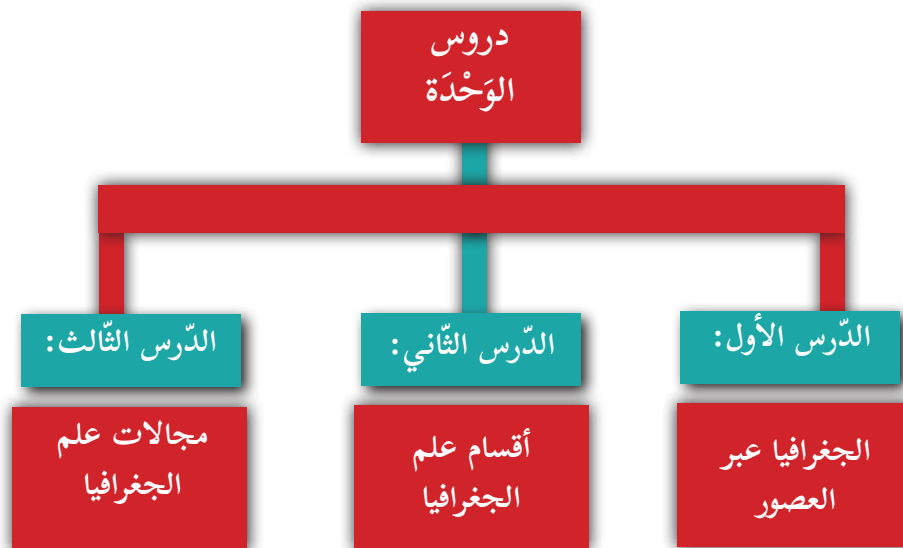 دروس
الوَحْدَة
الدّرس الأول:
الجغرافيا عبر
العصور
الدّرس الثّاني:
أقسام علم
الجغرافيا
الدّرس الثّالث:
مجالات علم
الجغرافيا